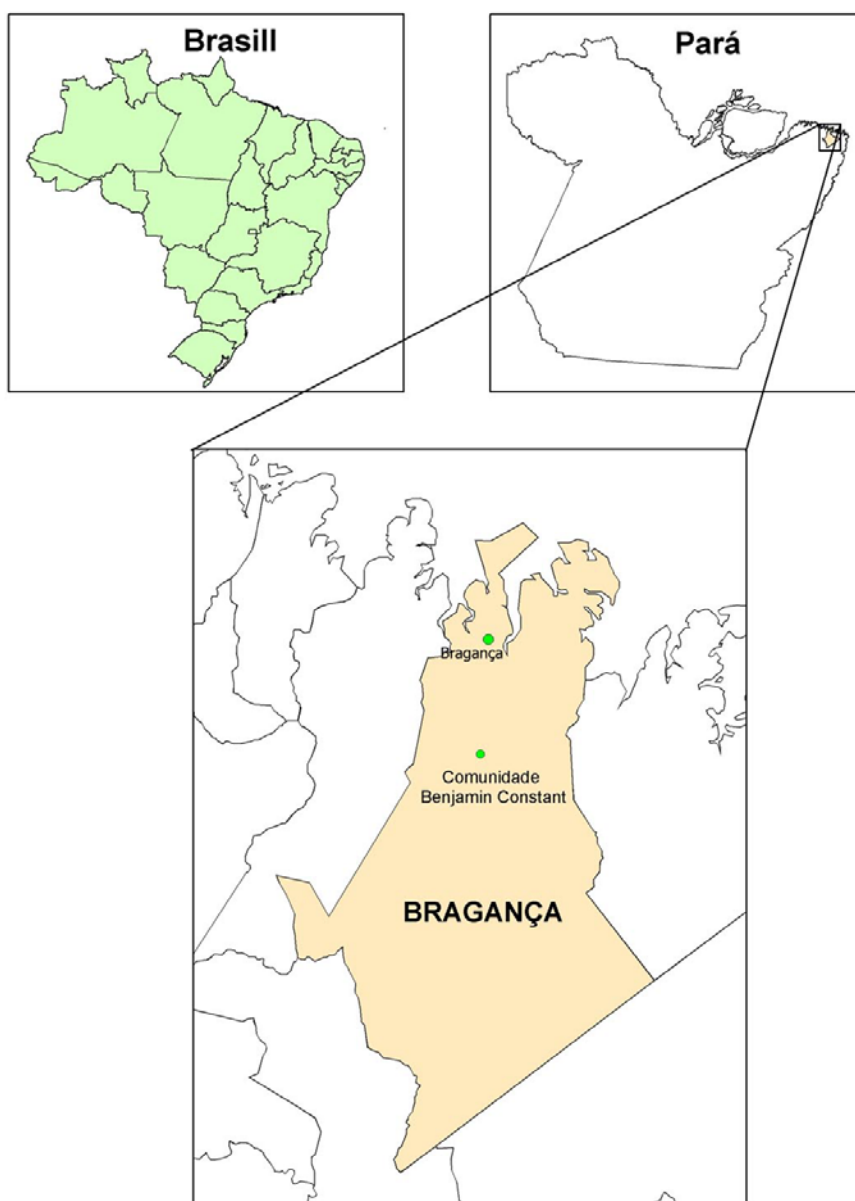 Brasill
Pará
Bragança
Comunidade
Benjamin Constant
BRAGANÇA